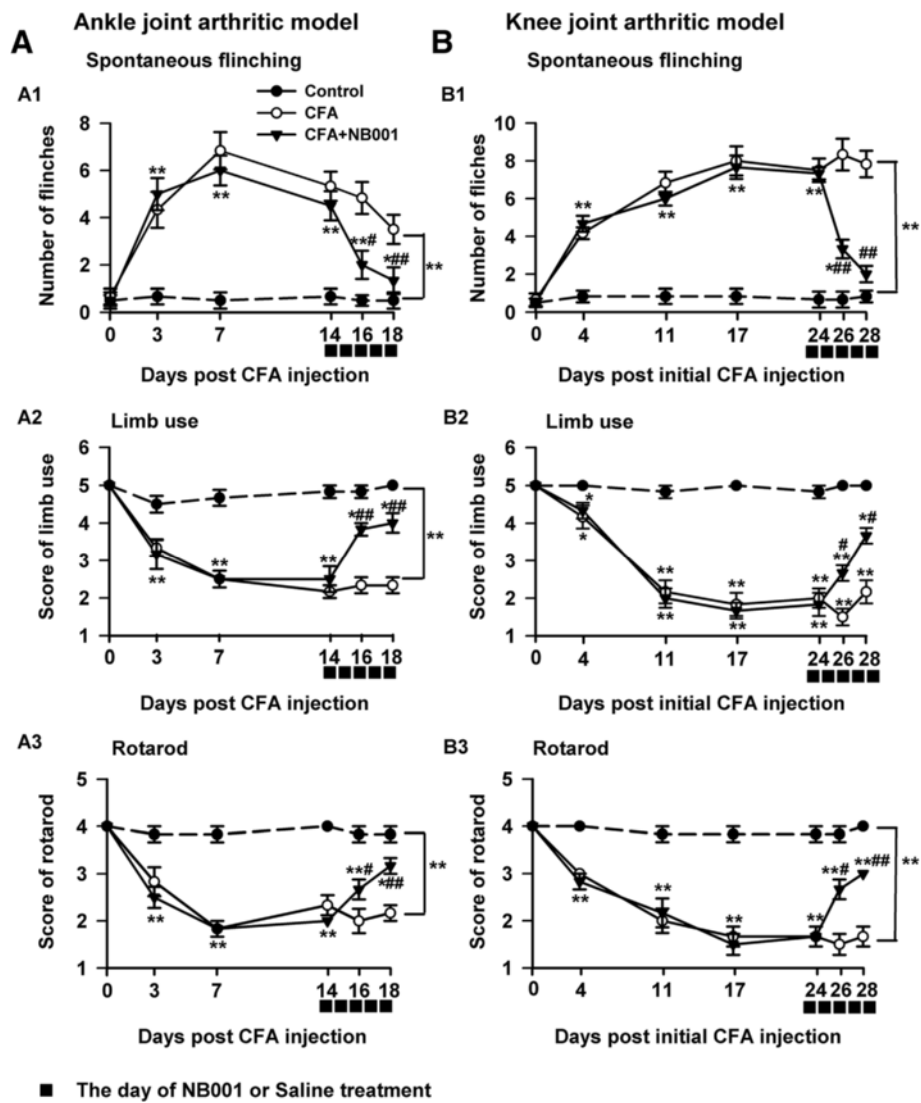 A Ankle joint arthritic model
B Knee joint arthritic model
Spontaneous flinching
Spontaneous flinching
A1
Control
CFA
CFA+NB001
Number of flinches
8
6
4
2
0
** ** ** **# *##
**
0 3 7 14 16 18
Days post CFA injection
B1
Number of fliches
10
8
6
4
2
0
** ** ** ** *## ##
**
0 4 11 17 24 26 28
Days post initial CFA injection
A2
Limb use
Score of limb use
6
5
4
3
2
1
** ** ** *## *##
**
0 3 7 14 16 18
Days post CFA injection
B2
Limb use
Score of limb use
6
5
4
3
2
1
* ** ** ** # ** *#
* ** ** ** ** **
0 4 11 17 24 26 28
Days post initial CFA injection
A3
Rotarod
Score of rotarod
5
4
3
2
1
** ** ** **# *##
**
0 3 7 14 16 18
Days post CFA injection
B3
Rotarod
Score of rotarod
5
4
3
2
1
** ** ** ** **# **##
**
0 4 11 17 24 26 28
Days post initial CFA injection
The day of NB001 or Saline treatment